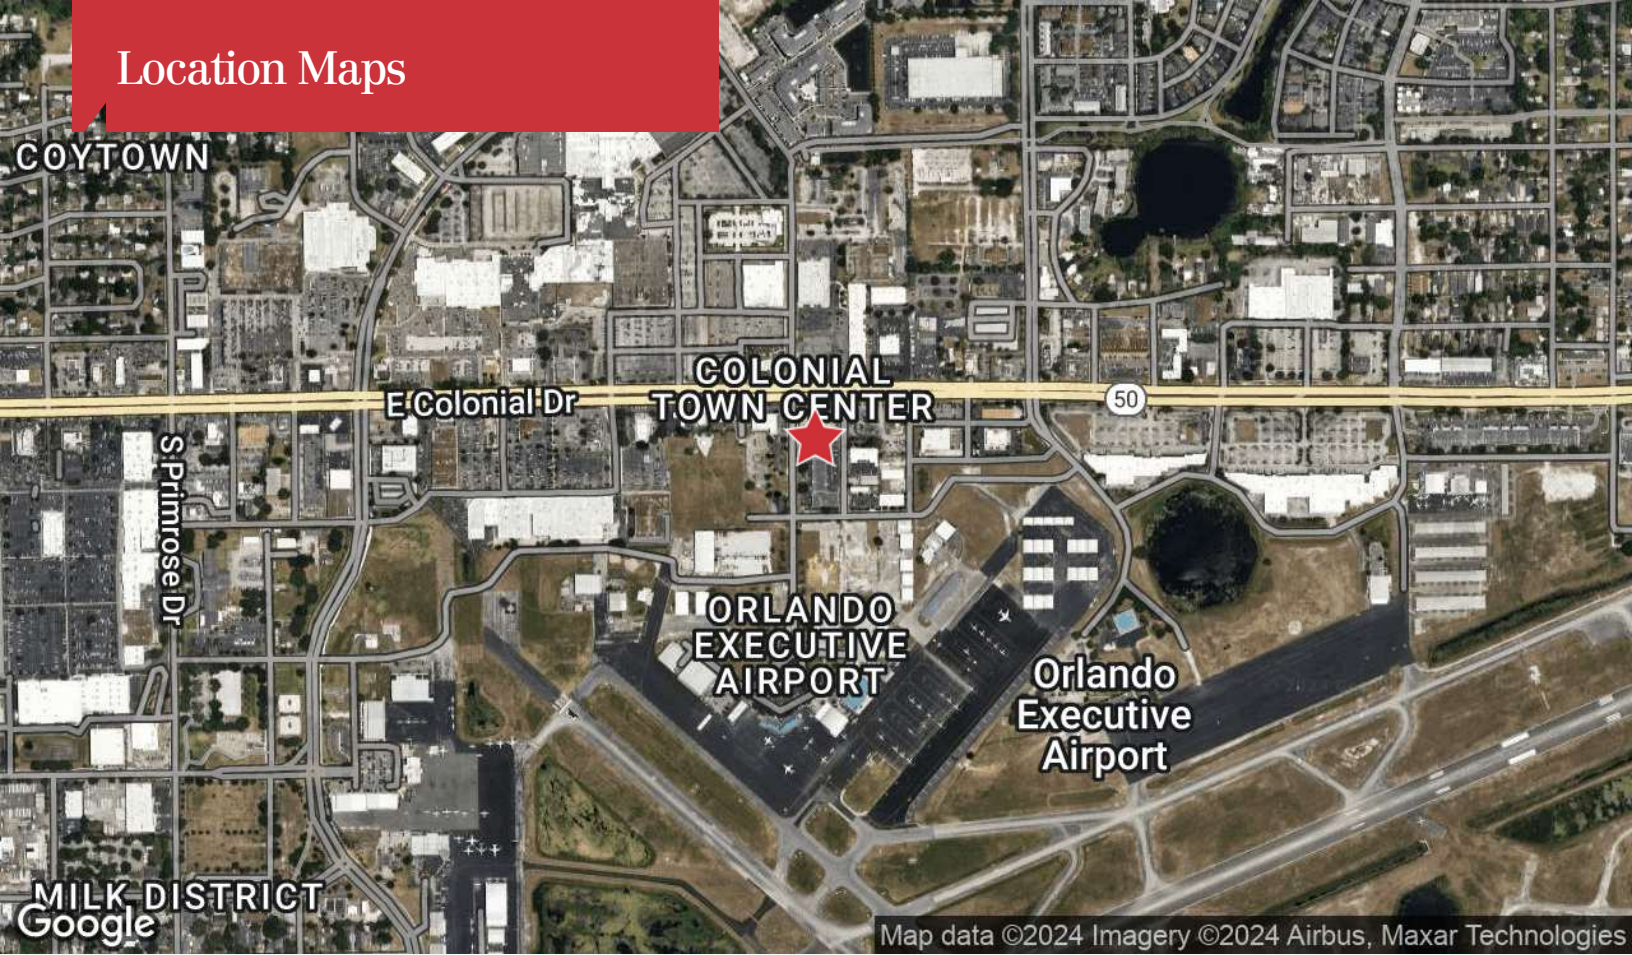 Location Maps
COYTOWN
COLONIAL
TOWN CENTER
E Colonial Dr
50
S Primrose Dr
ORLANDO
EXECUTIVE
AIRPORT
Orlando
Executive
Airport
MILK DISTRICT
Google
Map data ©2024 Imagery ©2024 Airbus, Maxar Technologies